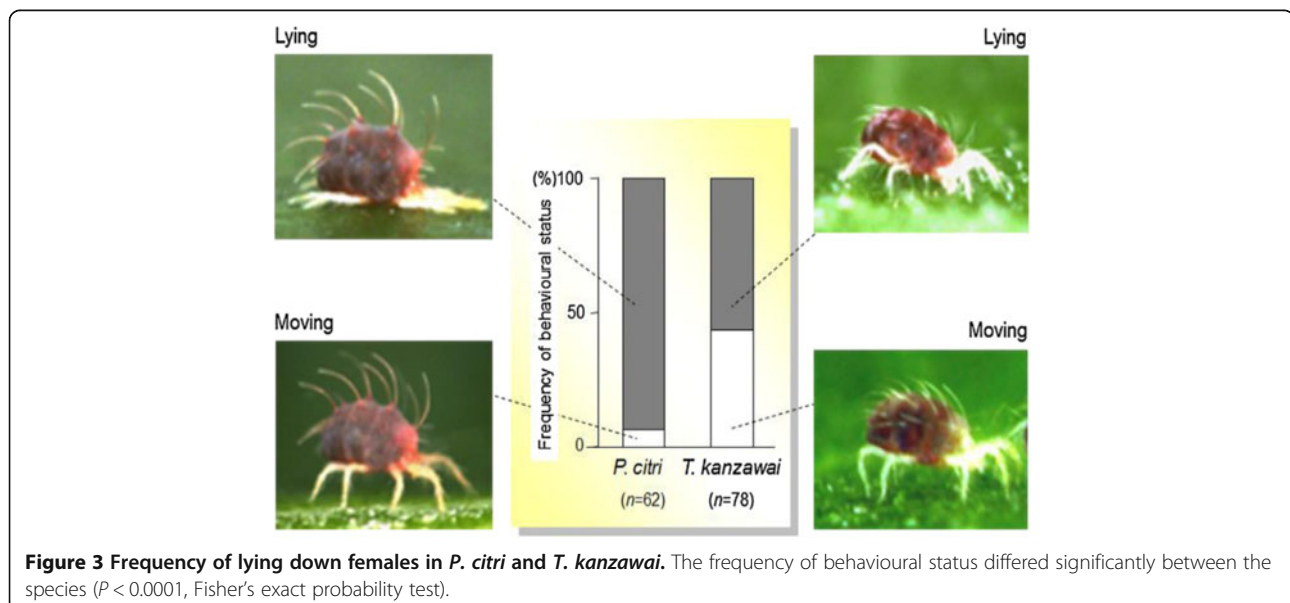 Lying
Lying
Moving
Moving
Frequency of behavioural status
(%)100
50
0
P. citri
T. kanzawai
(n=62)
(n=78)
Figure 3 Frequency of lying down females in P. citri and T. kanzawai. The frequency of behavioural status differed significantly between the
species (P < 0.0001, Fisher's exact probability test).